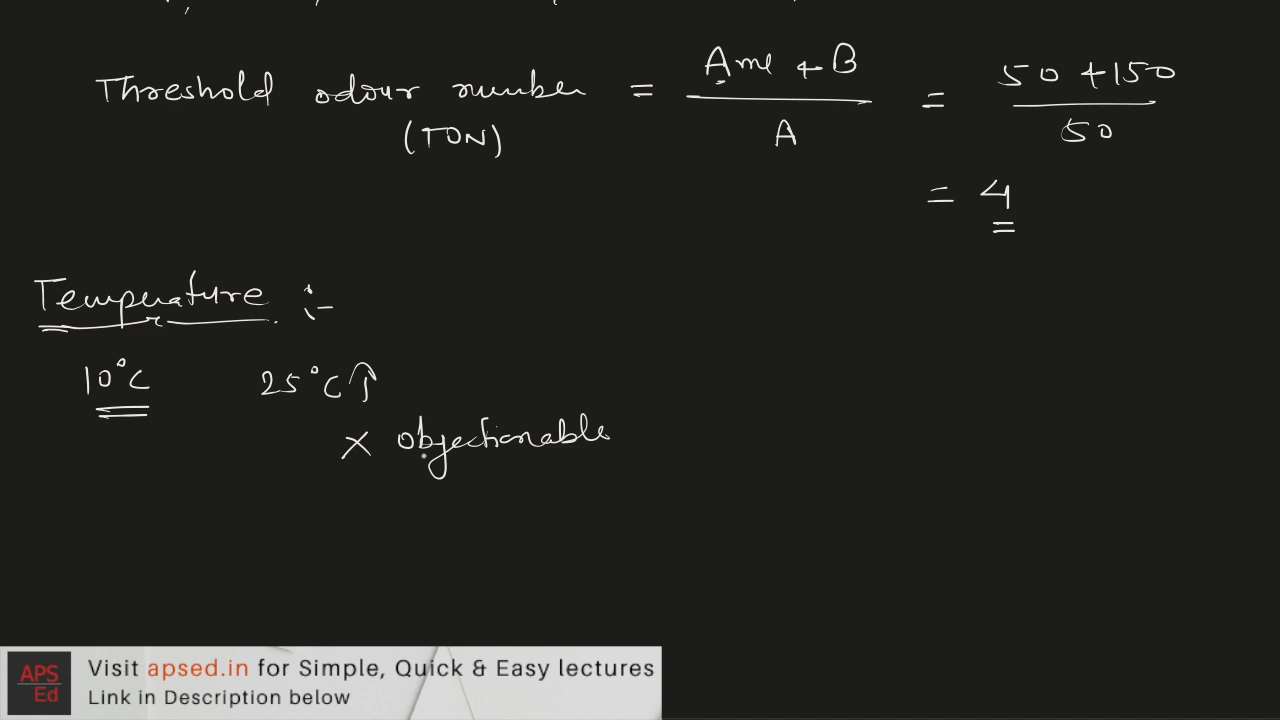 Threshold odour number (TON) = Aml + B / A = 50 + 150 / 50
= 4
Temperature :-
10°C 25°C↑
× objectionable
APS Ed
Visit apsed.in for Simple, Quick & Easy lectures
Link in Description below